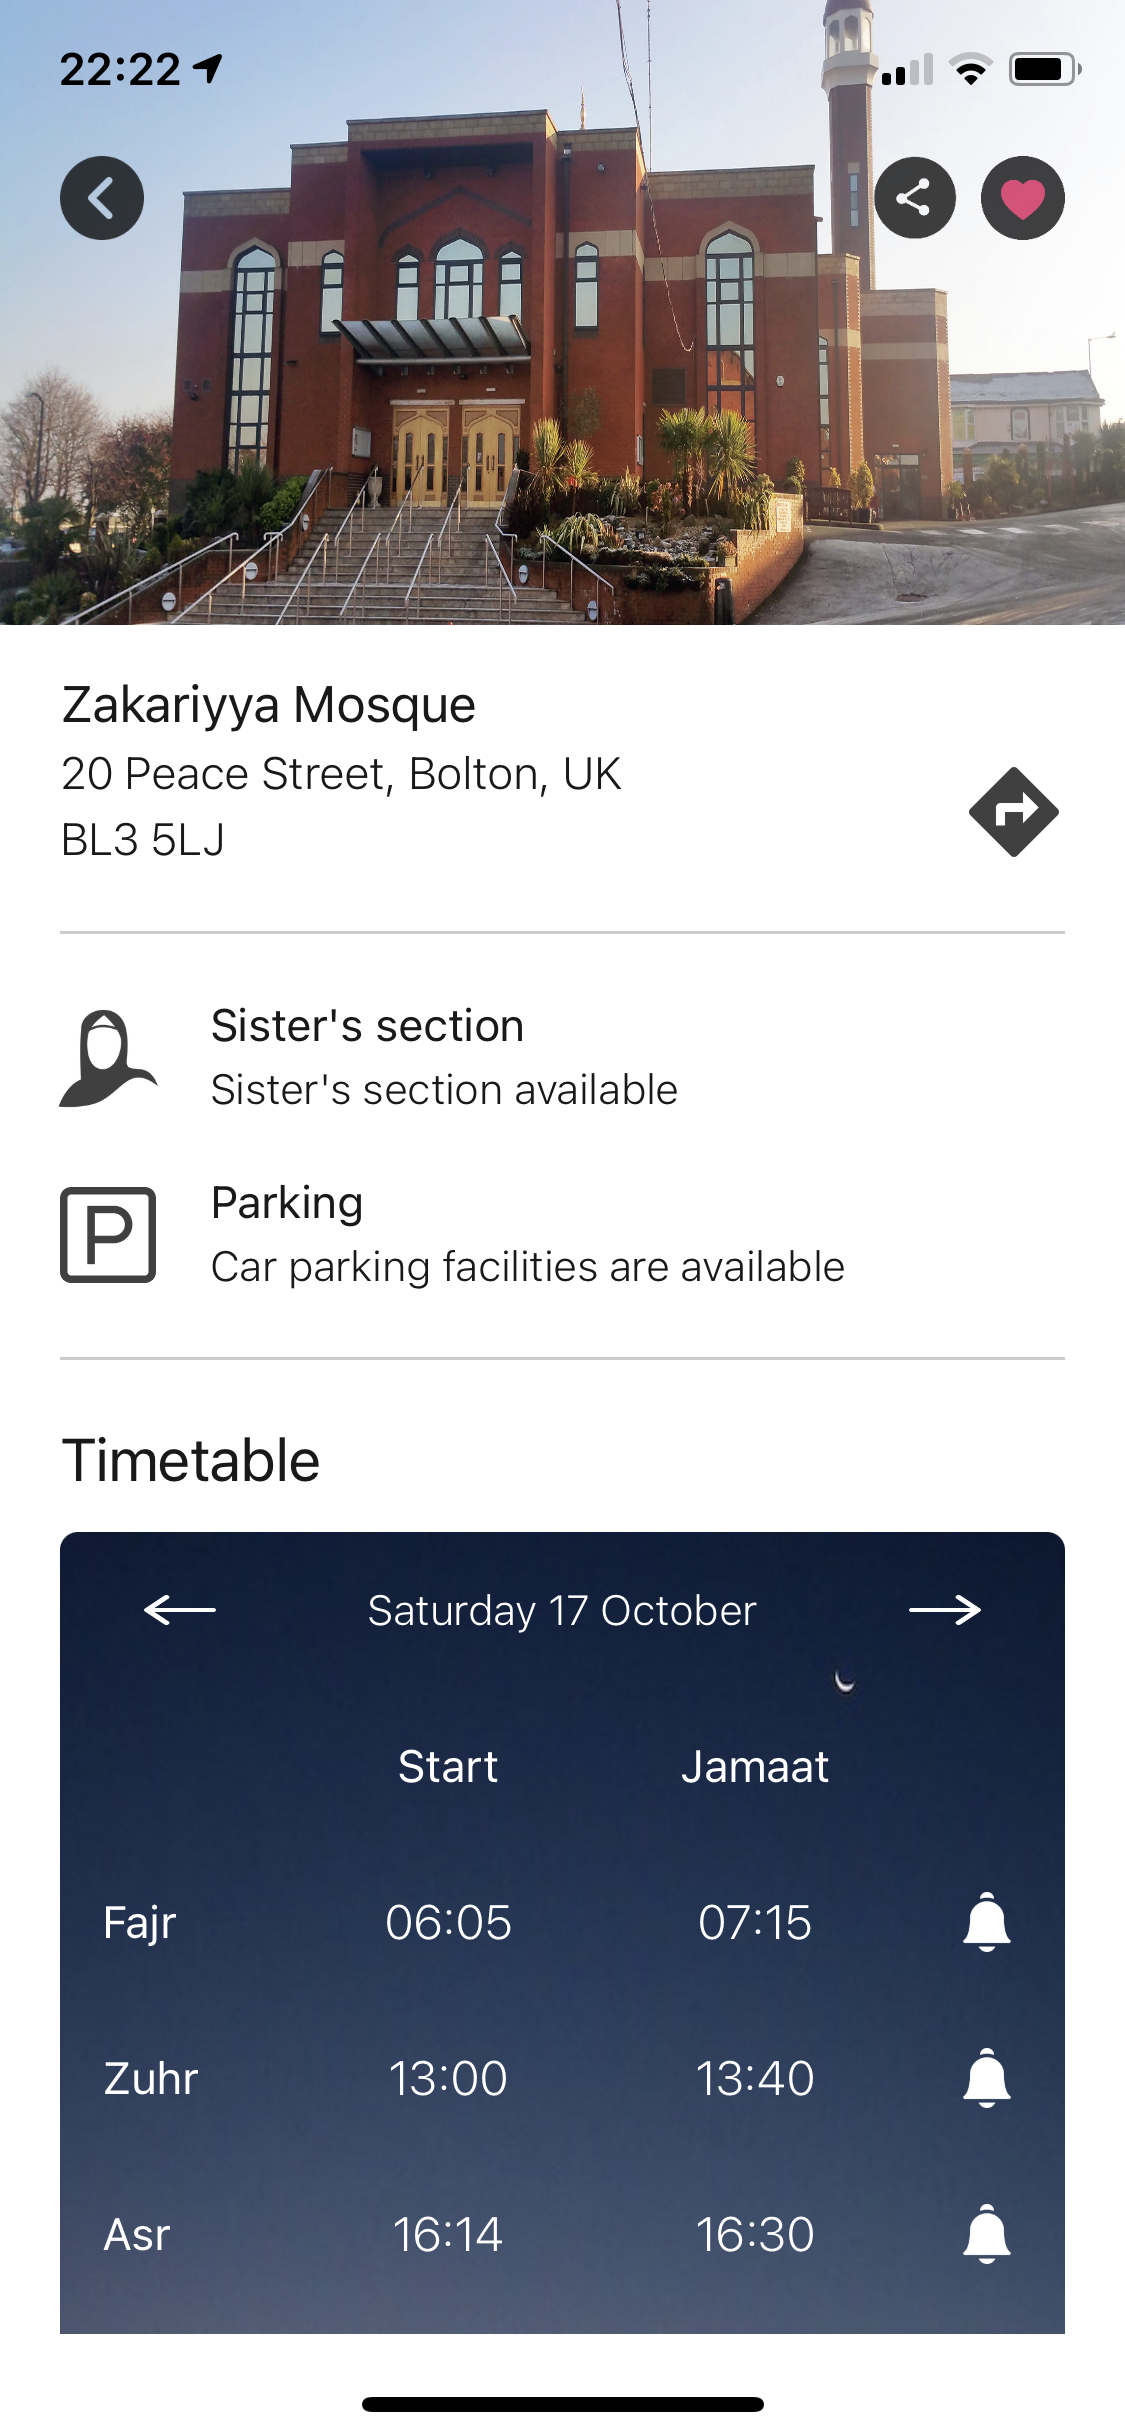 22:22
Zakariyya Mosque
20 Peace Street, Bolton, UK
BL3 5LJ
Sister's section
Sister's section available
P
Parking
Car parking facilities are available
Timetable
Saturday 17 October
Start Jamaat
Fajr 06:05 07:15
Zuhr 13:00 13:40
Asr 16:14 16:30